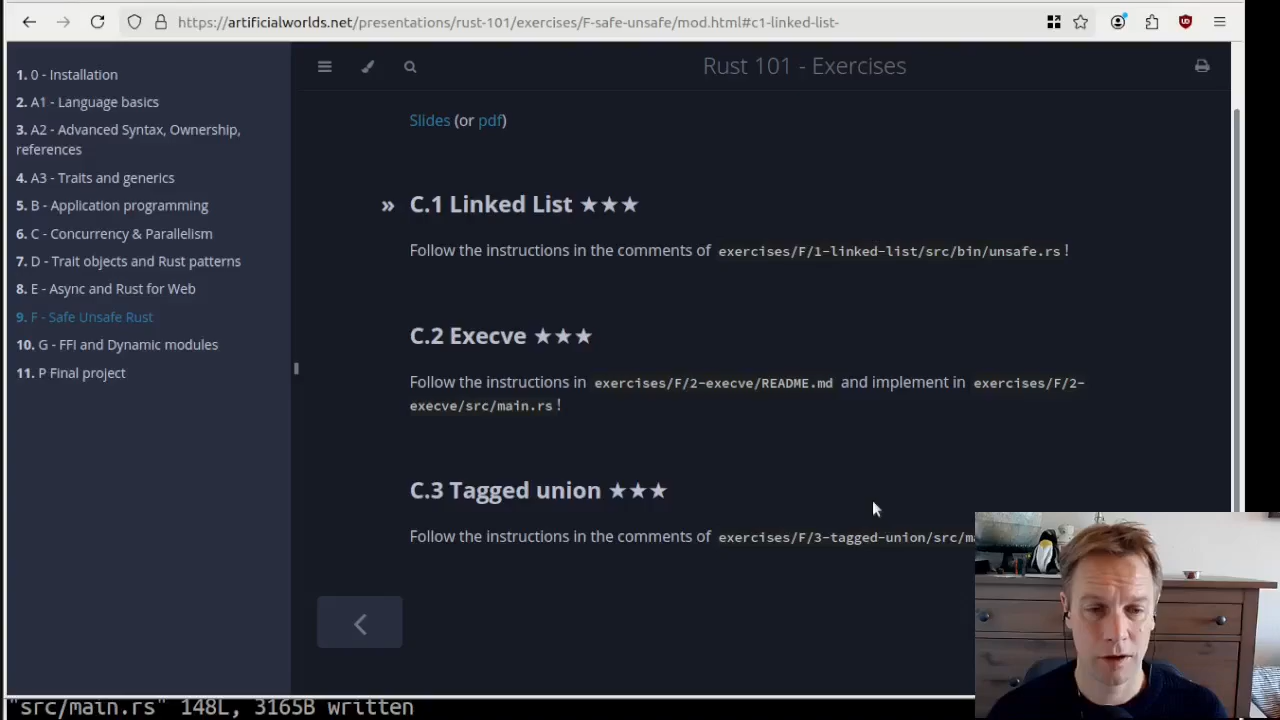 https://artificialworlds.net/presentations/rust-101/exercises/F-safe-unsafe/mod.html#c1-linked-list-
1. 0 - Installation
2. A1 - Language basics
3. A2 - Advanced Syntax, Ownership,
references
4. A3 - Traits and generics
5. B - Application programming
6. C - Concurrency & Parallelism
7. D - Trait objects and Rust patterns
8. E - Async and Rust for Web
9. F - Safe Unsafe Rust
10. G - FFI and Dynamic modules
11. P Final project
Rust 101 - Exercises
Slides (or pdf)
» C.1 Linked List ★★★
Follow the instructions in the comments of exercises/F/1-linked-list/src/bin/unsafe.rs!
C.2 Execve ★★★
Follow the instructions in exercises/F/2-execve/README.md and implement in exercises/F/2-
execve/src/main.rs!
C.3 Tagged union ★★★
Follow the instructions in the comments of exercises/F/3-tagged-union/src/m
"src/main.rs" 148L, 3165B written